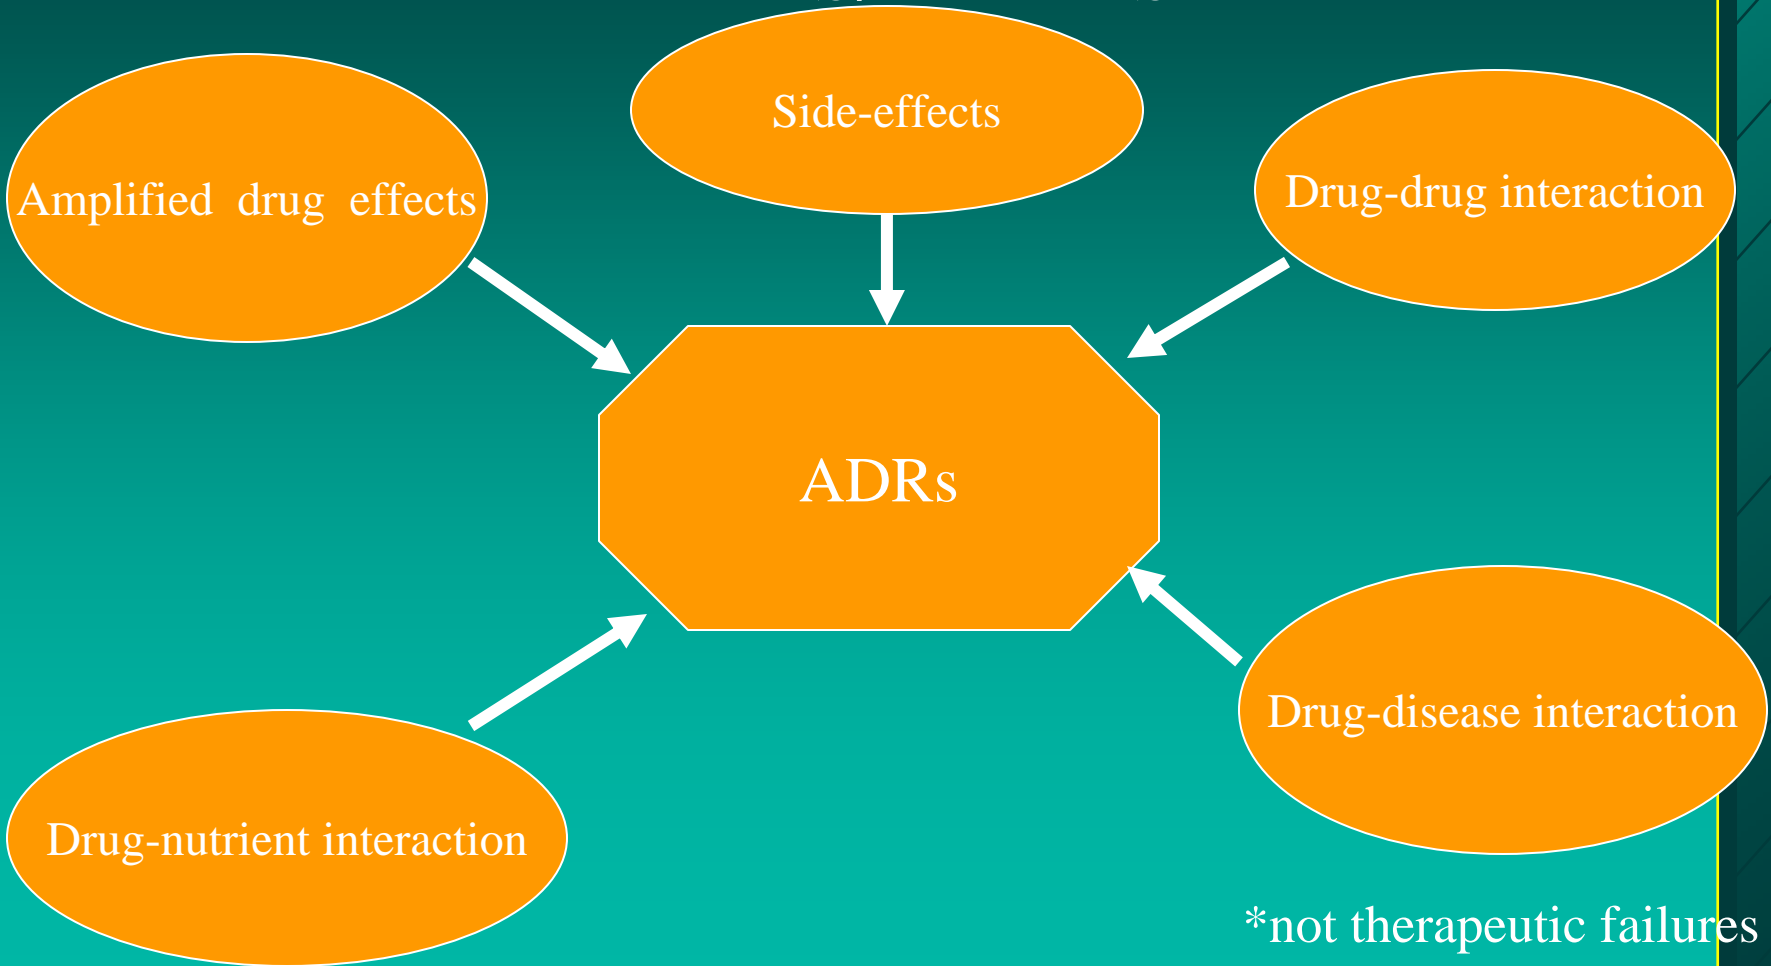 Side-effects
Amplified drug effects
Drug-drug interaction
ADRs
Drug-disease interaction
Drug-nutrient interaction
*not therapeutic failures